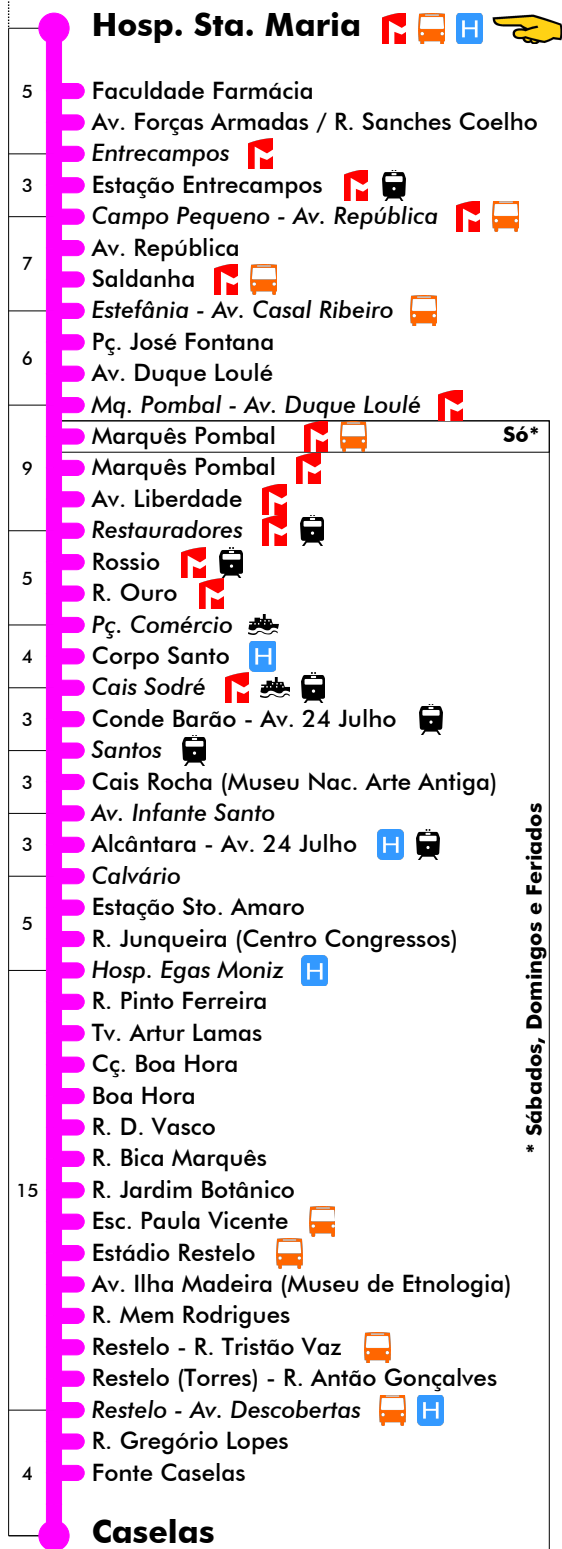 Hosp. Sta. Maria H
5
Faculdade Farmácia
Av. Forças Armadas / R. Sanches Coelho
Entrecampos
3
Estação Entrecampos
Campo Pequeno - Av. República
7
Av. República
Saldanha
Estefânia - Av. Casal Ribeiro
6
Pç. José Fontana
Av. Duque Loulé
Mq. Pombal - Av. Duque Loulé
Marquês Pombal Só*
9
Marquês Pombal
Av. Liberdade
Restauradores
5
Rossio
R. Ouro
Pç. Comércio
4
Corpo Santo H
Cais Sodré
3
Conde Barão - Av. 24 Julho
Santos
3
Cais Rocha (Museu Nac. Arte Antiga)
Av. Infante Santo
3
Alcântara - Av. 24 Julho H
Calvário
5
Estação Sto. Amaro
R. Junqueira (Centro Congressos)
Hosp. Egas Moniz H
R. Pinto Ferreira
Tv. Artur Lamas
Cç. Boa Hora
Boa Hora
R. D. Vasco
R. Bica Marquês
15
R. Jardim Botânico
Esc. Paula Vicente
Estádio Restelo
Av. Ilha Madeira (Museu de Etnologia)
R. Mem Rodrigues
Restelo - R. Tristão Vaz
Restelo (Torres) - R. Antão Gonçalves
Restelo - Av. Descobertas H
R. Gregório Lopes
4
Fonte Caselas
Caselas
* Sábados, Domingos e Feriados